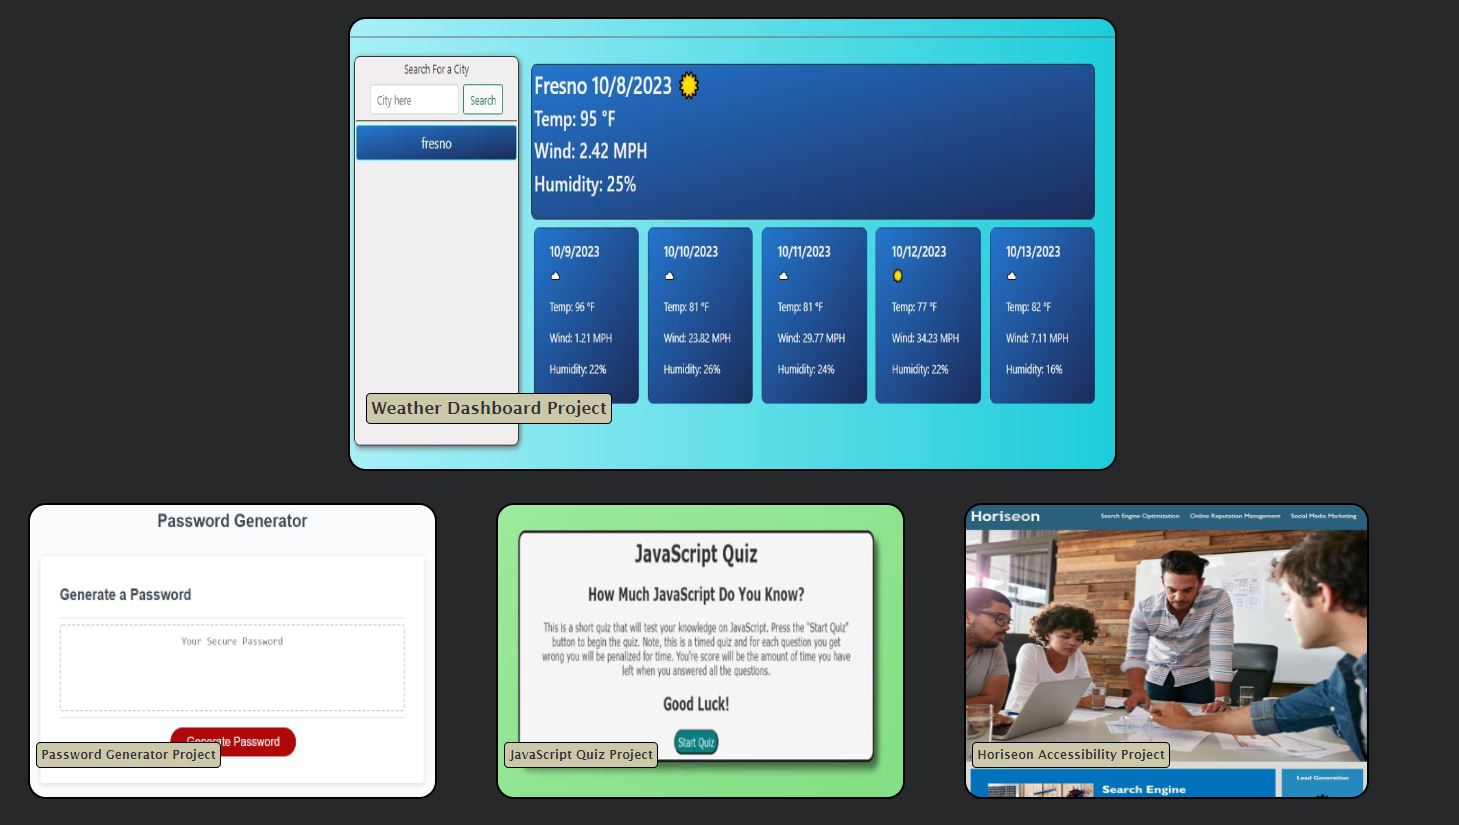 Search For a City
City here
Search
fresno
Fresno 10/8/2023
Temp: 95 °F
Wind: 2.42 MPH
Humidity: 25%
10/9/2023
Temp: 96 °F
Wind: 1.21 MPH
Humidity: 22%
10/10/2023
Temp: 81 °F
Wind: 23.82 MPH
Humidity: 26%
10/11/2023
Temp: 81 °F
Wind: 29.77 MPH
Humidity: 24%
10/12/2023
Temp: 77 °F
Wind: 34.23 MPH
Humidity: 22%
10/13/2023
Temp: 82 °F
Wind: 7.11 MPH
Humidity: 16%
Weather Dashboard Project
Password Generator
Generate a Password
Your Secure Password
Generate Password
Password Generator Project
JavaScript Quiz
How Much JavaScript Do You Know?
This is a short quiz that will test your knowledge on JavaScript. Press the "Start Quiz"
button to begin the quiz. Note, this is a timed quiz and for each question you get
wrong you will be penalized for time. You're score will be the amount of time you have
left when you answered all the questions.
Good Luck!
Start Quiz
JavaScript Quiz Project
Horiseon
Search Engine Optimization
Online Reputation Management
Social Media Marketing
Horiseon Accessibility Project
Search Engine
Lead Generation